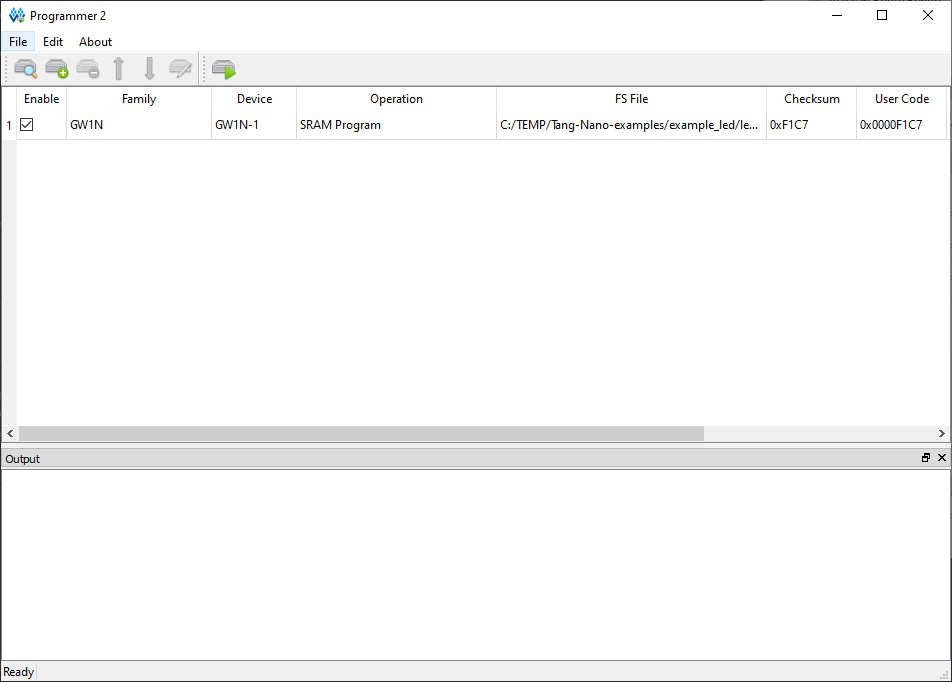 Programmer 2
File Edit About
Enable Family Device Operation FS File Checksum User Code
1 GW1N GW1N-1 SRAM Program C:/TEMP/Tang-Nano-examples/example_led/le... 0xF1C7 0x0000F1C7
Output
Ready